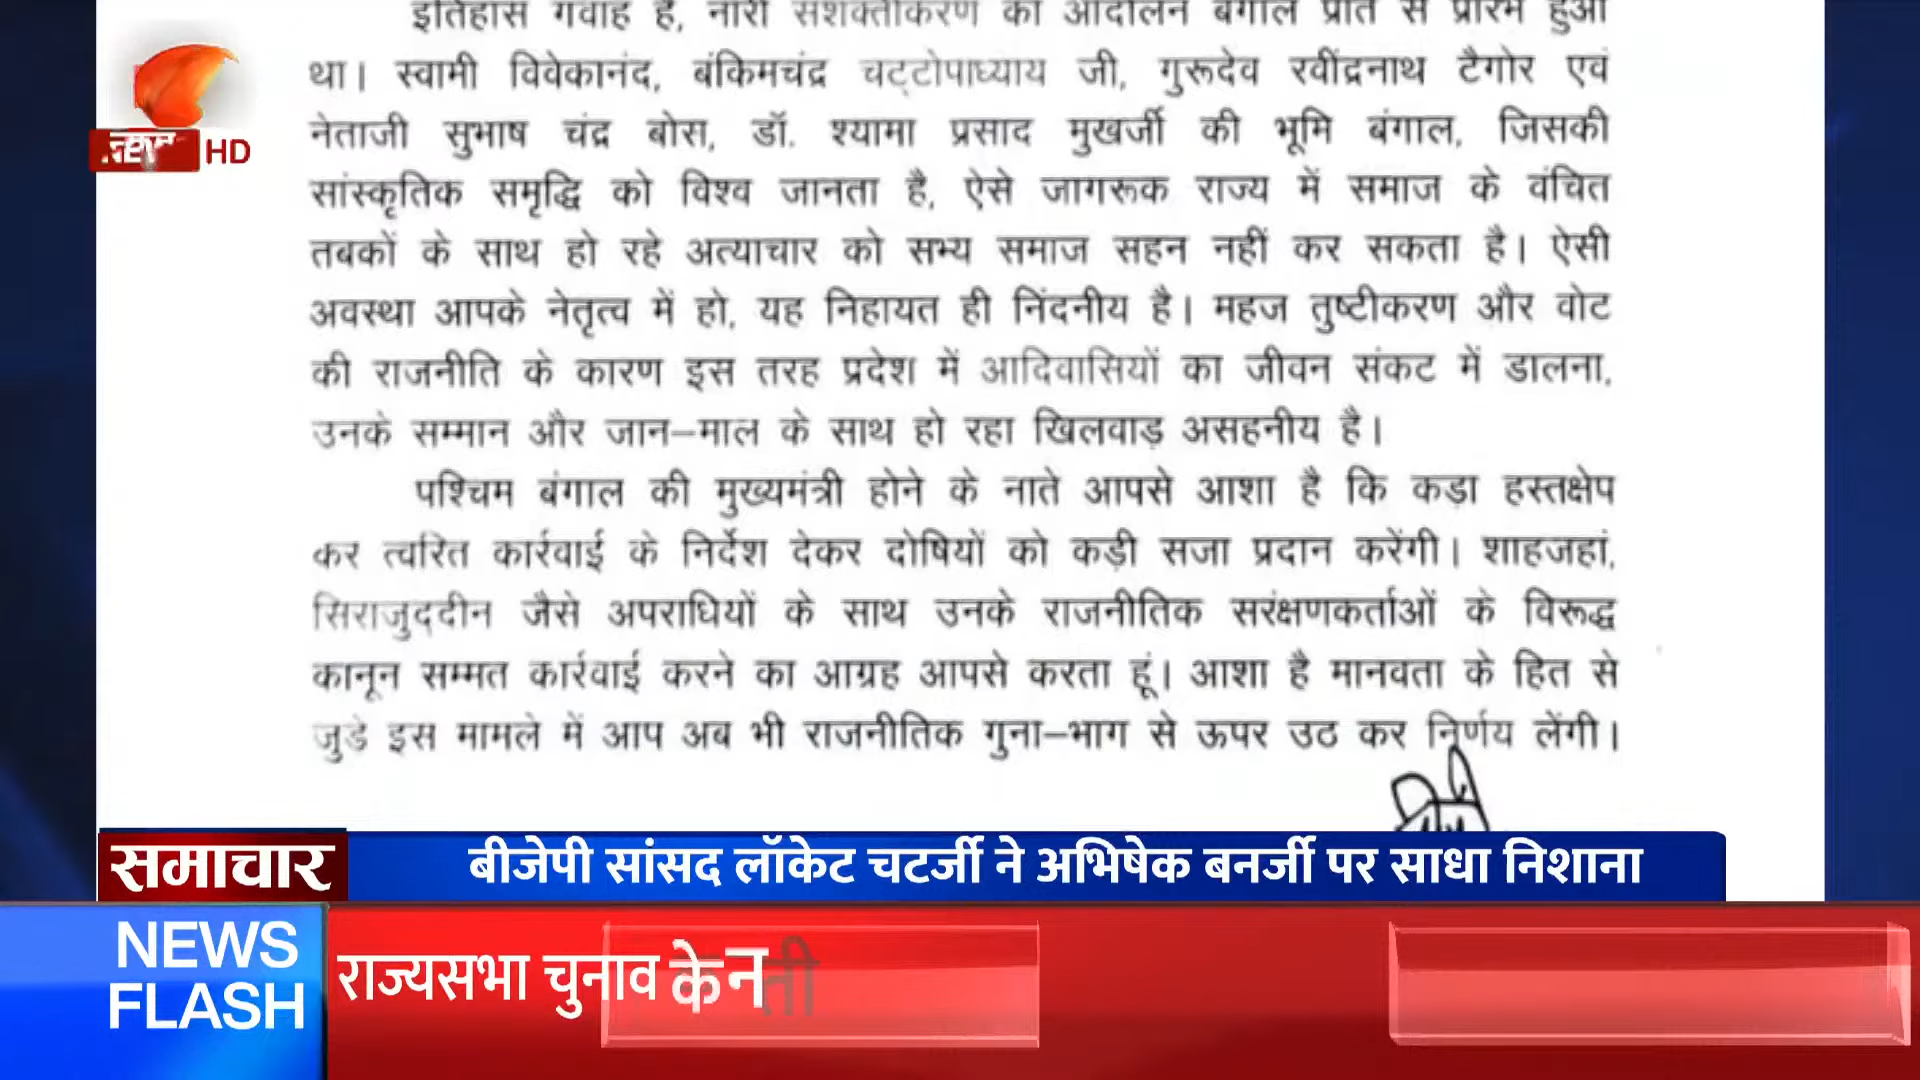 इतिहास गवाह है, नारी सशक्तीकरण का आंदोलन बंगाल प्रांत से प्रारंभ हुआ
था। स्वामी विवेकानंद, बंकिमचंद्र चट्टोपाध्याय जी, गुरूदेव रवींद्रनाथ टैगोर एवं
नेताजी सुभाष चंद्र बोस, डॉ. श्यामा प्रसाद मुखर्जी की भूमि बंगाल, जिसकी
सांस्कृतिक समृद्धि को विश्व जानता है, ऐसे जागरूक राज्य में समाज के वंचित
तबकों के साथ हो रहे अत्याचार को सभ्य समाज सहन नहीं कर सकता है। ऐसी
अवस्था आपके नेतृत्व में हो, यह निहायत ही निंदनीय है। महज तुष्टीकरण और वोट
की राजनीति के कारण इस तरह प्रदेश में आदिवासियों का जीवन संकट में डालना,
उनके सम्मान और जान–माल के साथ हो रहा खिलवाड़ असहनीय है।
पश्चिम बंगाल की मुख्यमंत्री होने के नाते आपसे आशा है कि कड़ा हस्तक्षेप
कर त्वरित कार्रवाई के निर्देश देकर दोषियों को कड़ी सजा प्रदान करेंगी। शाहजहां,
सिराजुददीन जैसे अपराधियों के साथ उनके राजनीतिक सरंक्षणकर्ताओं के विरूद्ध
कानून सम्मत कार्रवाई करने का आग्रह आपसे करता हूं। आशा है मानवता के हित से
जुडे इस मामले में आप अब भी राजनीतिक गुना–भाग से ऊपर उठ कर निर्णय लेंगी।
HD
समाचार
बीजेपी सांसद लॉकेट चटर्जी ने अभिषेक बनर्जी पर साधा निशाना
NEWS
FLASH
राज्यसभा चुनाव के न